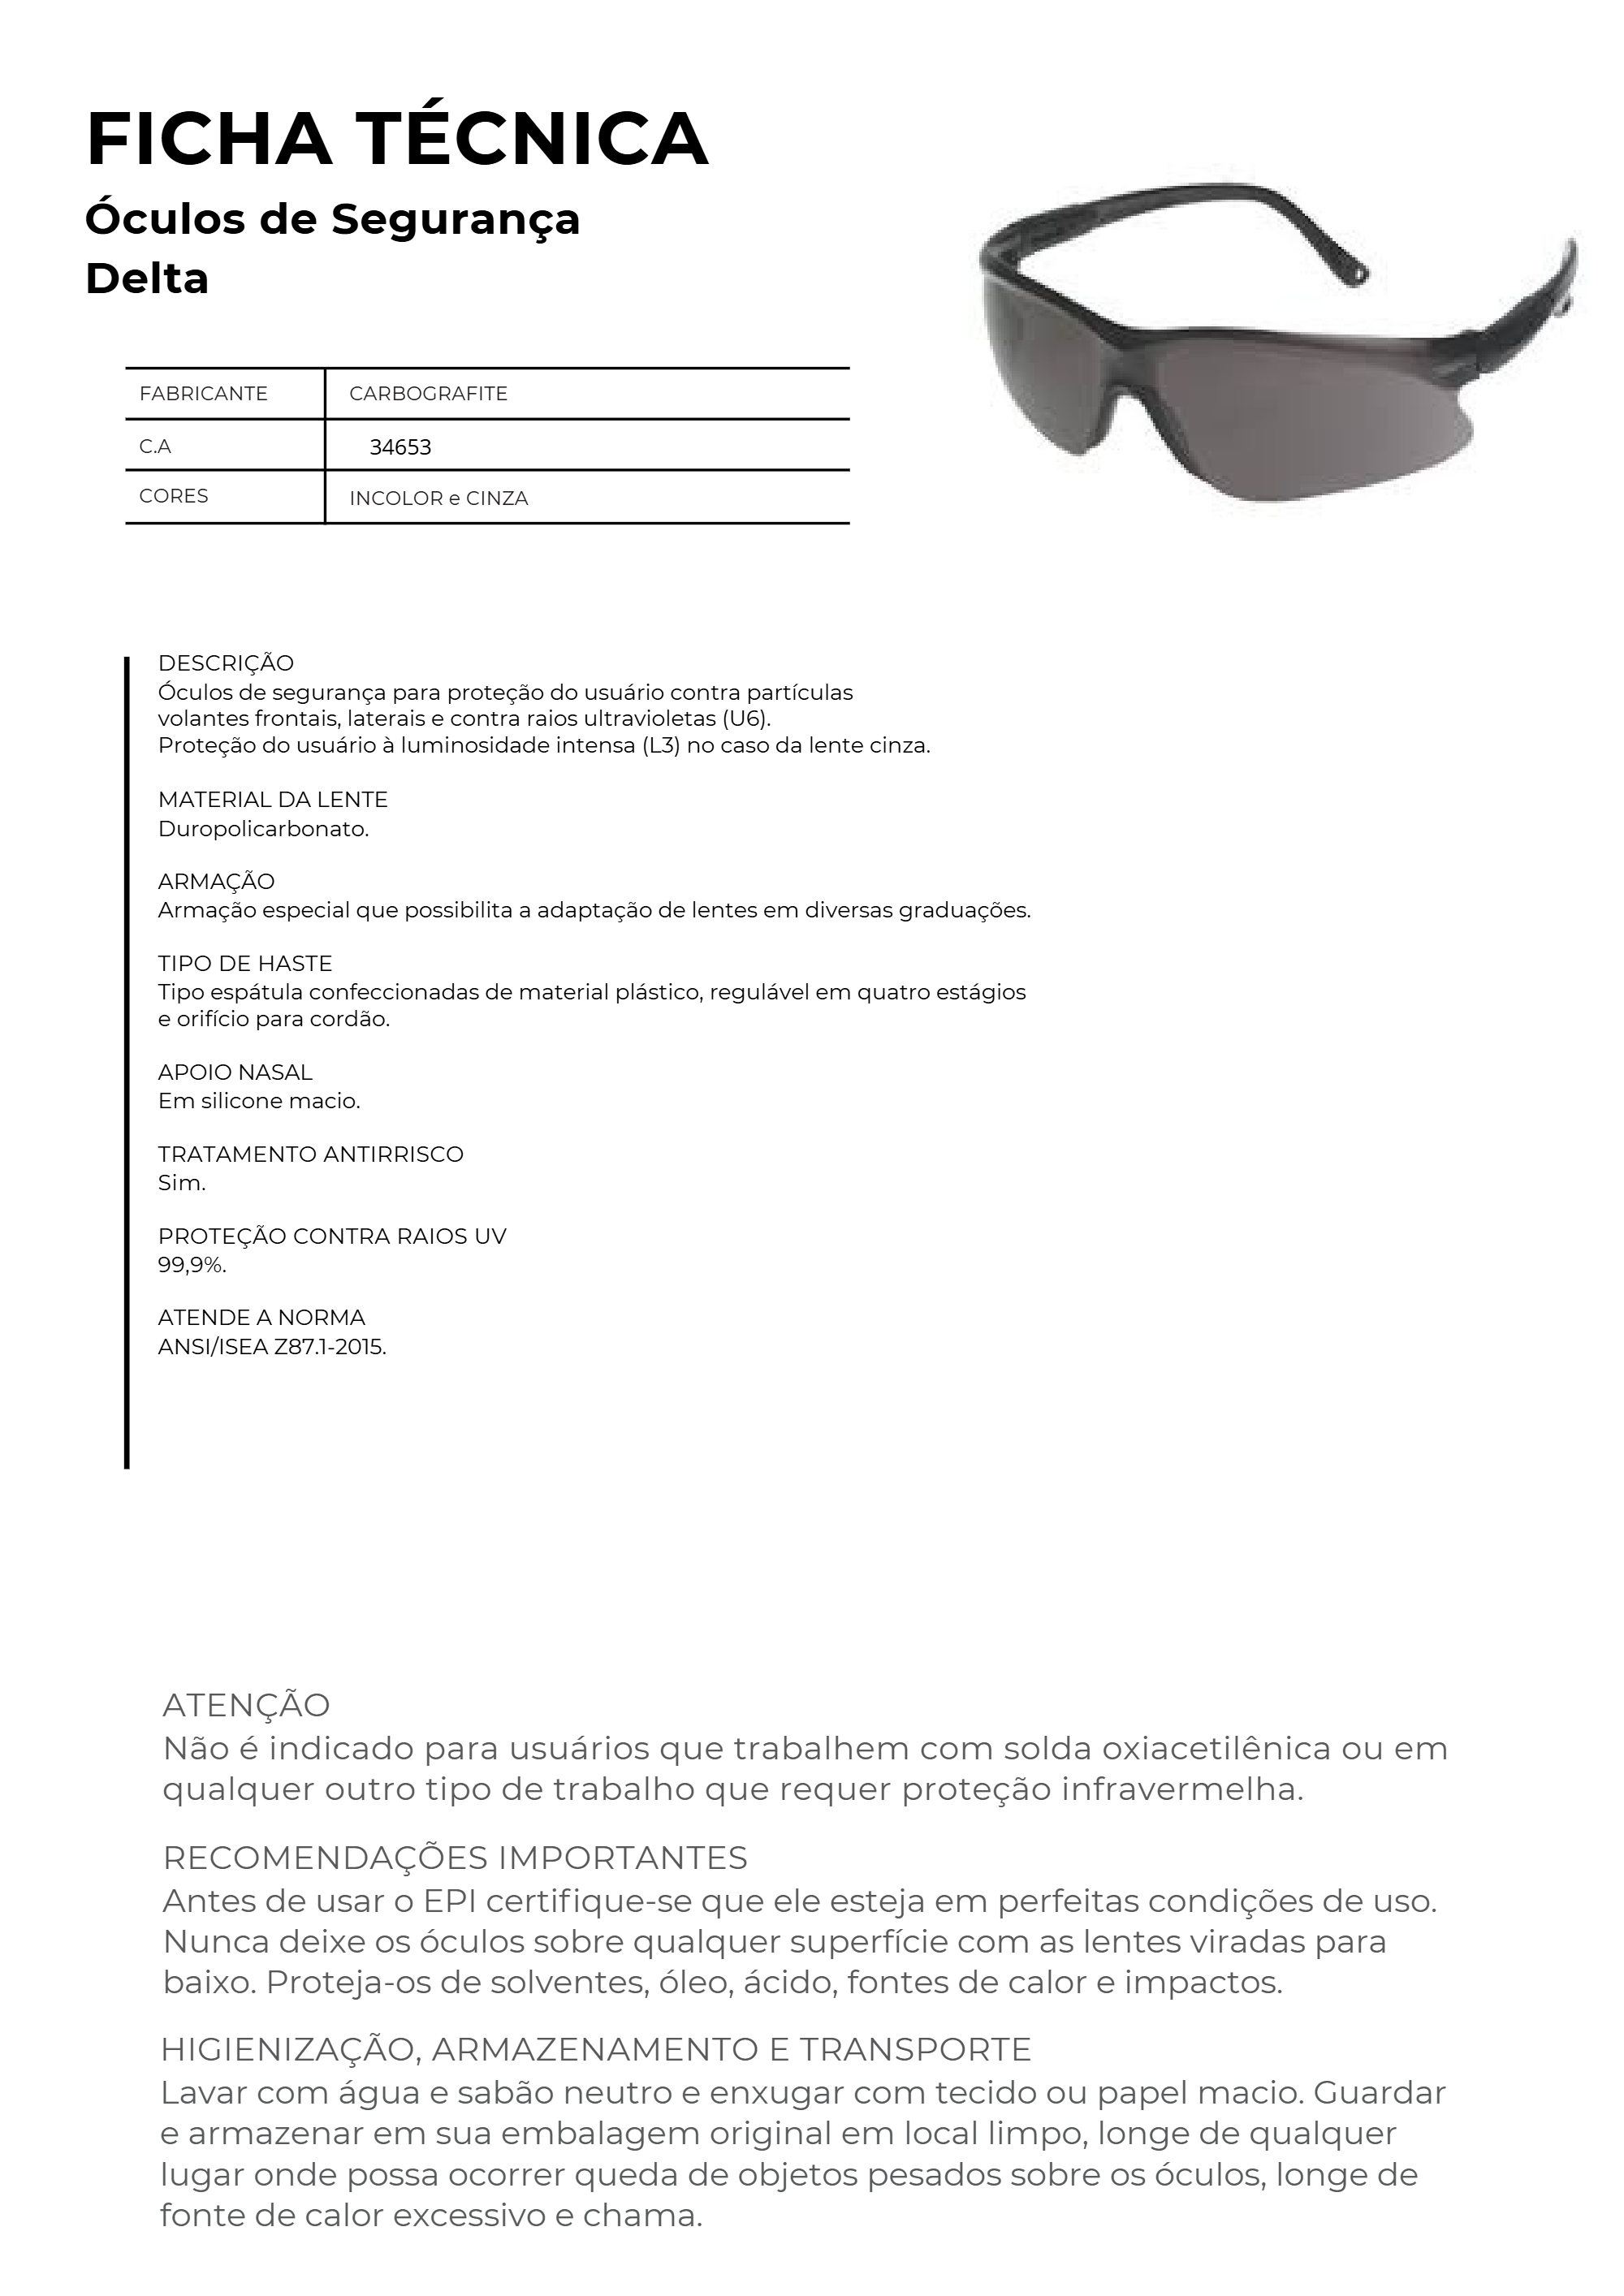 FICHA TÉCNICA
Óculos de Segurança
Delta
FABRICANTE CARBOGRAFITE
C.A 34653
CORES INCOLOR e CINZA
DESCRIÇÃO
Óculos de segurança para proteção do usuário contra partículas
volantes frontais, laterais e contra raios ultravioletas (U6).
Proteção do usuário à luminosidade intensa (L3) no caso da lente cinza.
MATERIAL DA LENTE
Duropolicarbonato.
ARMAÇÃO
Armação especial que possibilita a adaptação de lentes em diversas graduações.
TIPO DE HASTE
Tipo espátula confeccionadas de material plástico, regulável em quatro estágios
e orifício para cordão.
APOIO NASAL
Em silicone macio.
TRATAMENTO ANTIRRISCO
Sim.
PROTEÇÃO CONTRA RAIOS UV
99,9%.
ATENDE A NORMA
ANSI/ISEA Z87.1-2015.
ATENÇÃO
Não é indicado para usuários que trabalhem com solda oxiacetilênica ou em
qualquer outro tipo de trabalho que requer proteção infravermelha.
RECOMENDAÇÕES IMPORTANTES
Antes de usar o EPI certifique-se que ele esteja em perfeitas condições de uso.
Nunca deixe os óculos sobre qualquer superfície com as lentes viradas para
baixo. Proteja-os de solventes, óleo, ácido, fontes de calor e impactos.
HIGIENIZAÇÃO, ARMAZENAMENTO E TRANSPORTE
Lavar com água e sabão neutro e enxugar com tecido ou papel macio. Guardar
e armazenar em sua embalagem original em local limpo, longe de qualquer
lugar onde possa ocorrer queda de objetos pesados sobre os óculos, longe de
fonte de calor excessivo e chama.